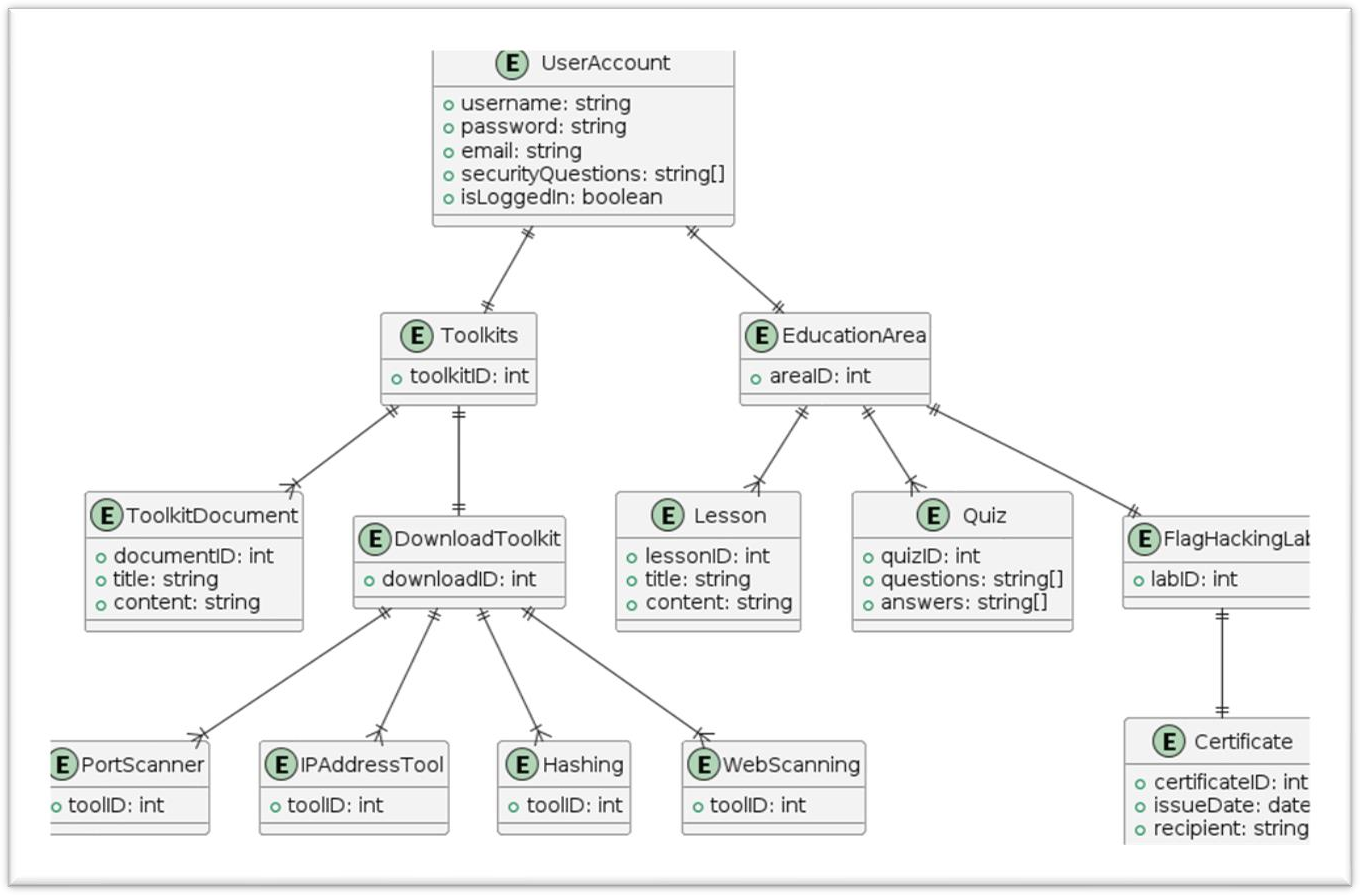 E UserAccount
username: string
password: string
email: string
securityQuestions: string[]
isLoggedIn: boolean
E Toolkits
toolkitID: int
E EducationArea
areaID: int
E ToolkitDocument
documentID: int
title: string
content: string
E DownloadToolkit
downloadID: int
E Lesson
lessonID: int
title: string
content: string
E Quiz
quizID: int
questions: string[]
answers: string[]
E FlagHackingLab
labID: int
E PortScanner
toolID: int
E IPAddressTool
toolID: int
E Hashing
toolID: int
E WebScanning
toolID: int
E Certificate
certificateID: int
issueDate: date
recipient: string